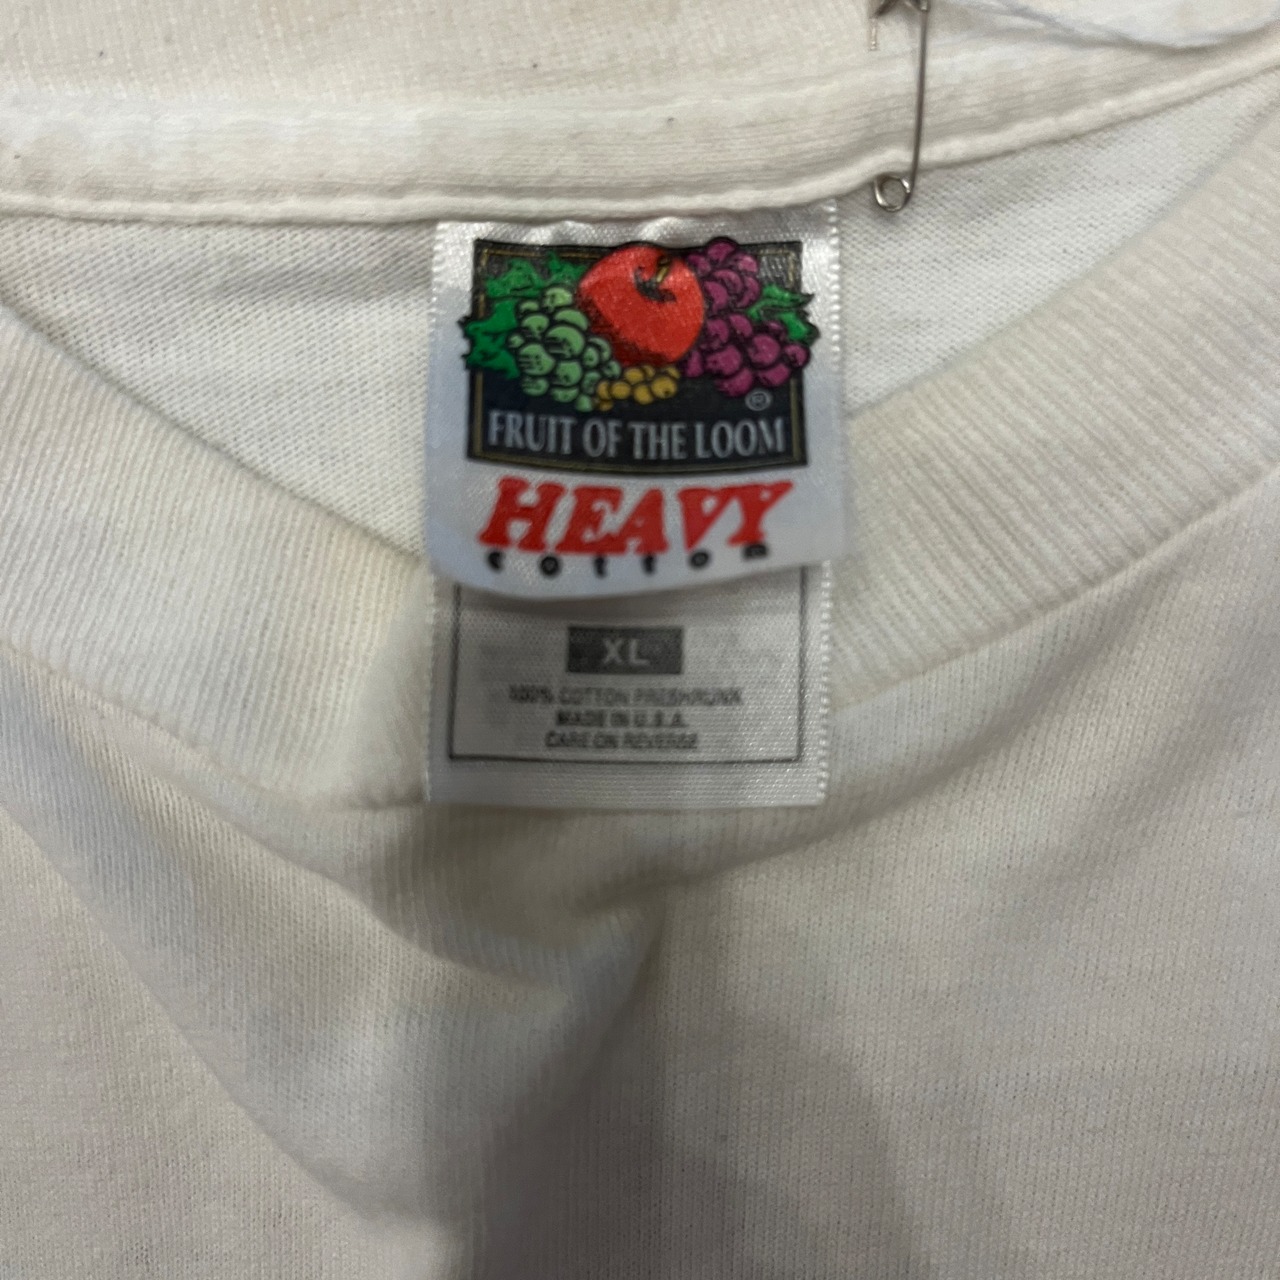 ®
FRUIT OF THE LOOM
HEAVY
cotton
XL
100% COTTON PRESHRUNK
MADE IN U.S.A.
CARE ON REVERSE